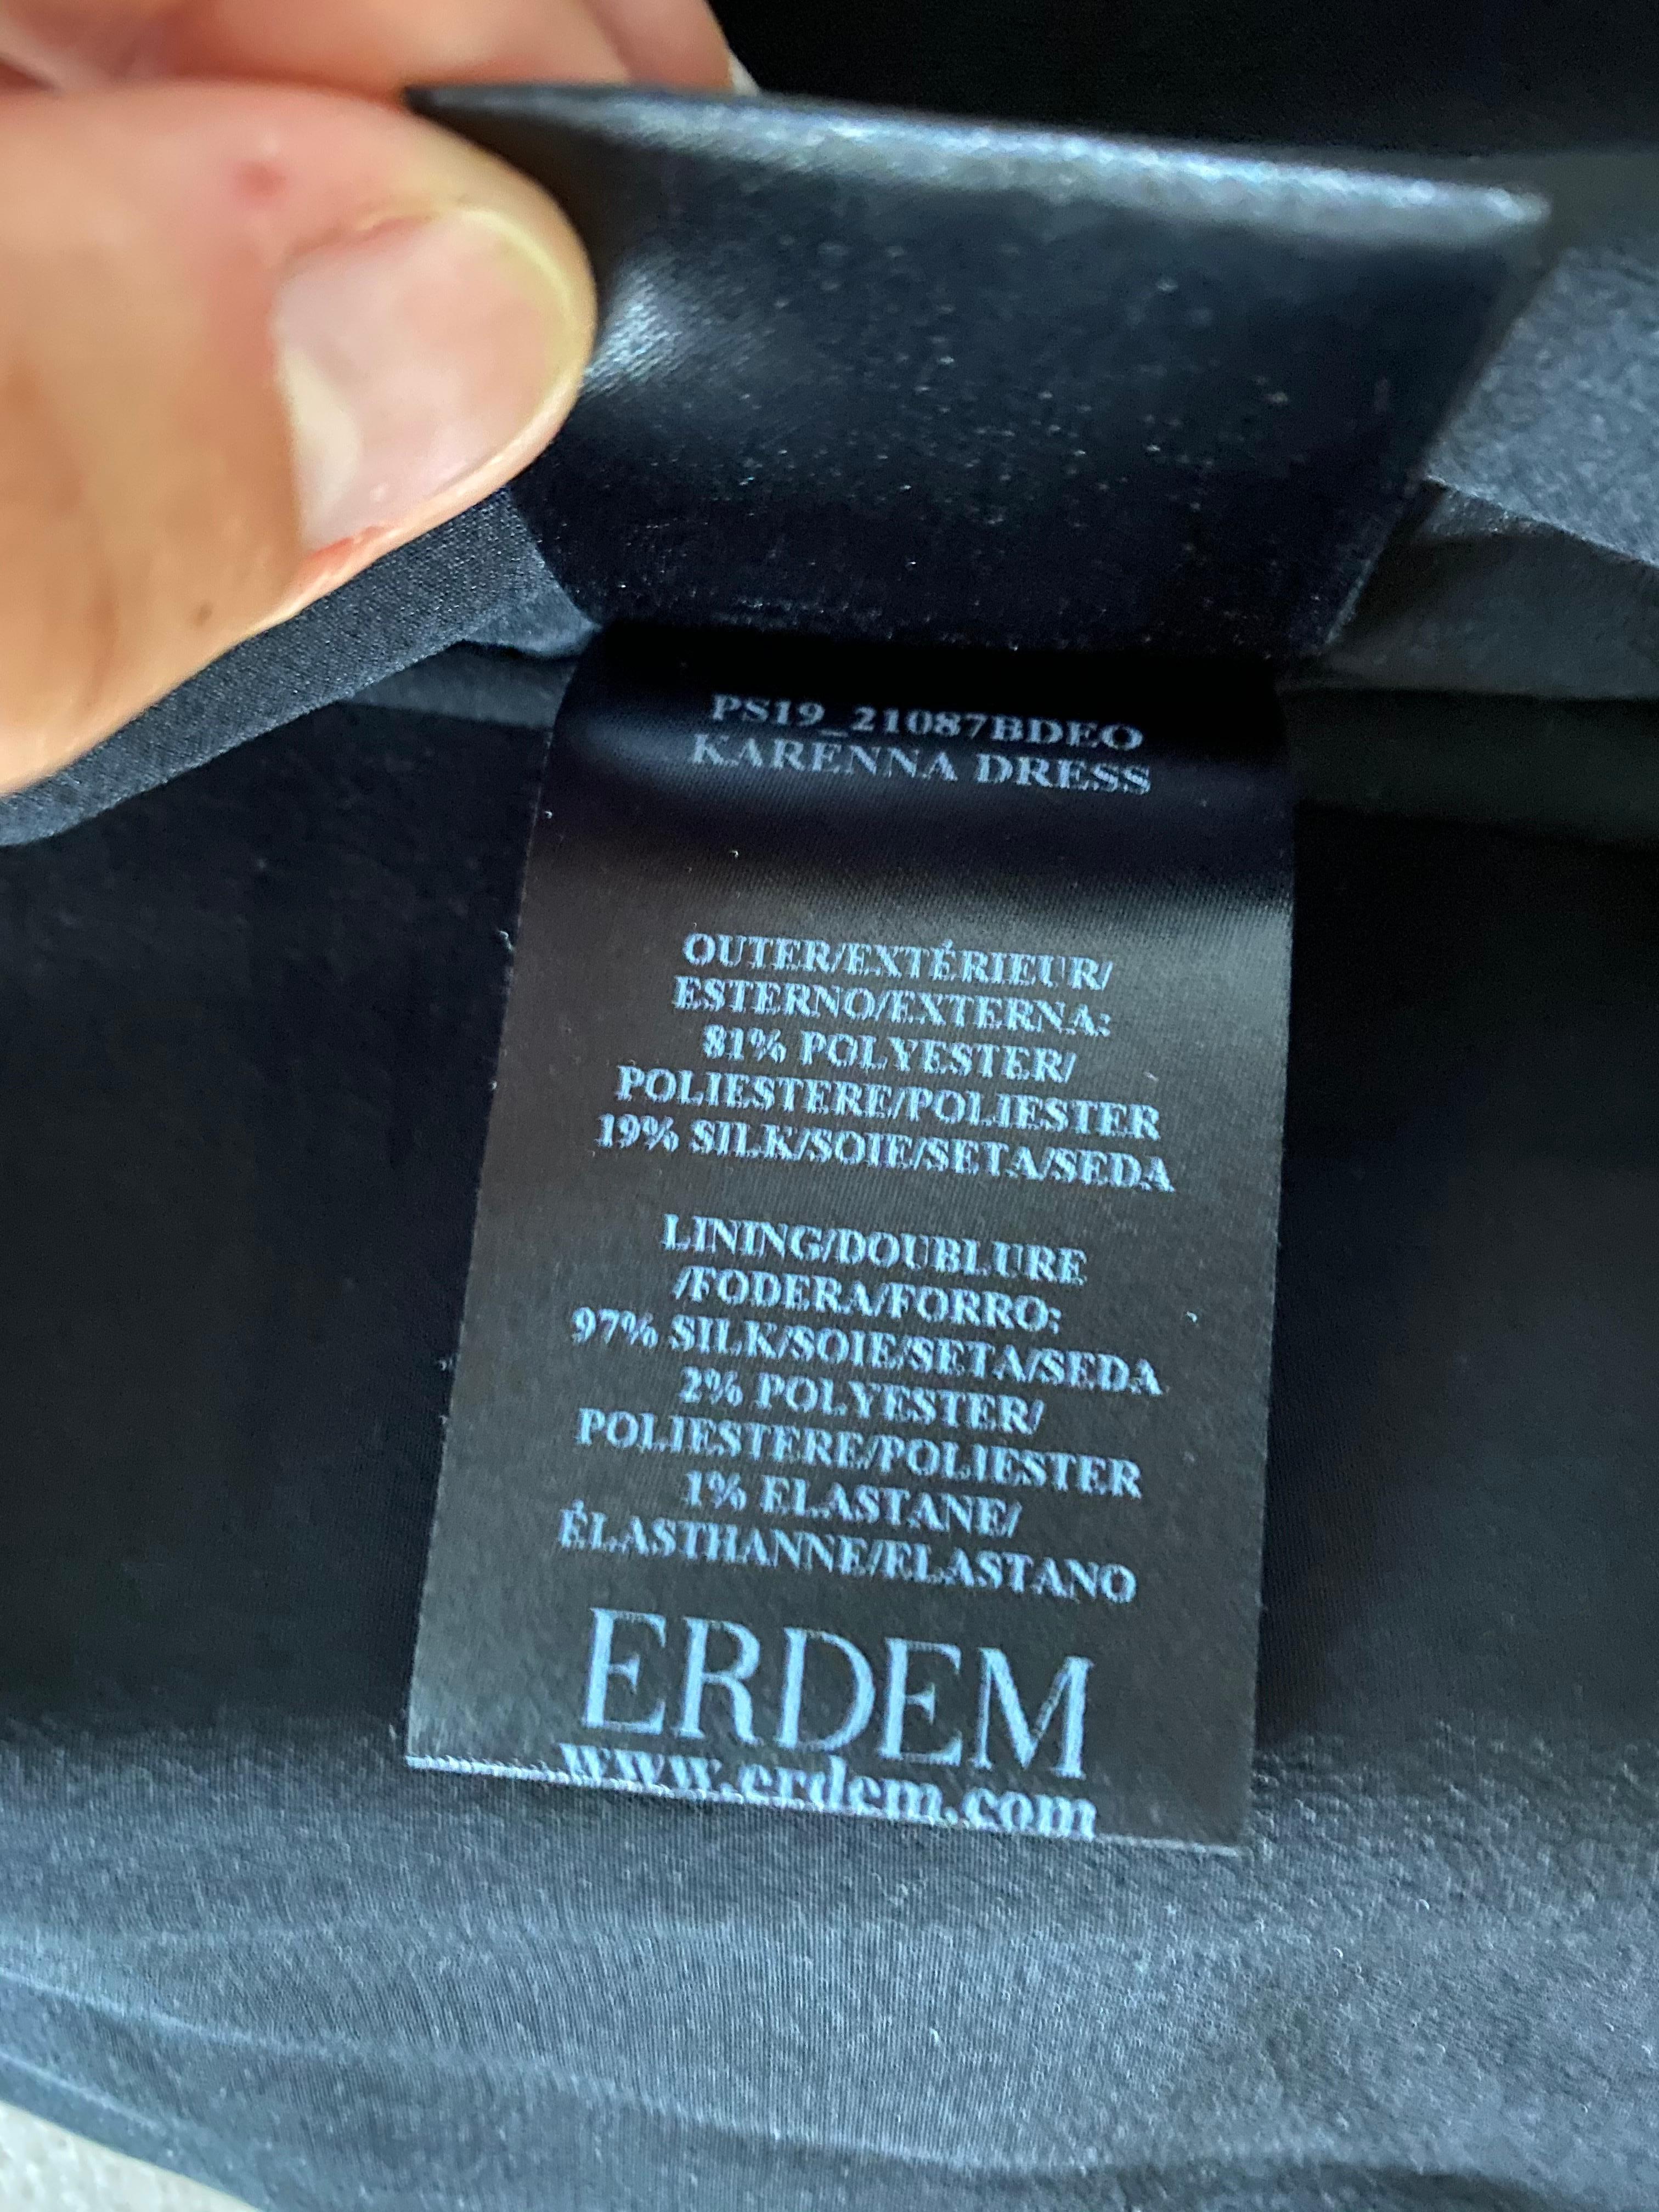 PS19_21087BDEO
KARENNA DRESS
OUTER/EXTÉRIEUR/
ESTERNO/EXTERNA:
81% POLYESTER/
POLIESTERE/POLIESTER
19% SILK/SOIE/SETA/SEDA
LINING/DOUBLURE
/FODERA/FORRO:
97% SILK/SOIE/SETA/SEDA
2% POLYESTER/
POLIESTERE/POLIESTER
1% ELASTANE/
ÉLASTHANNE/ELASTANO
ERDEM
www.erdem.com